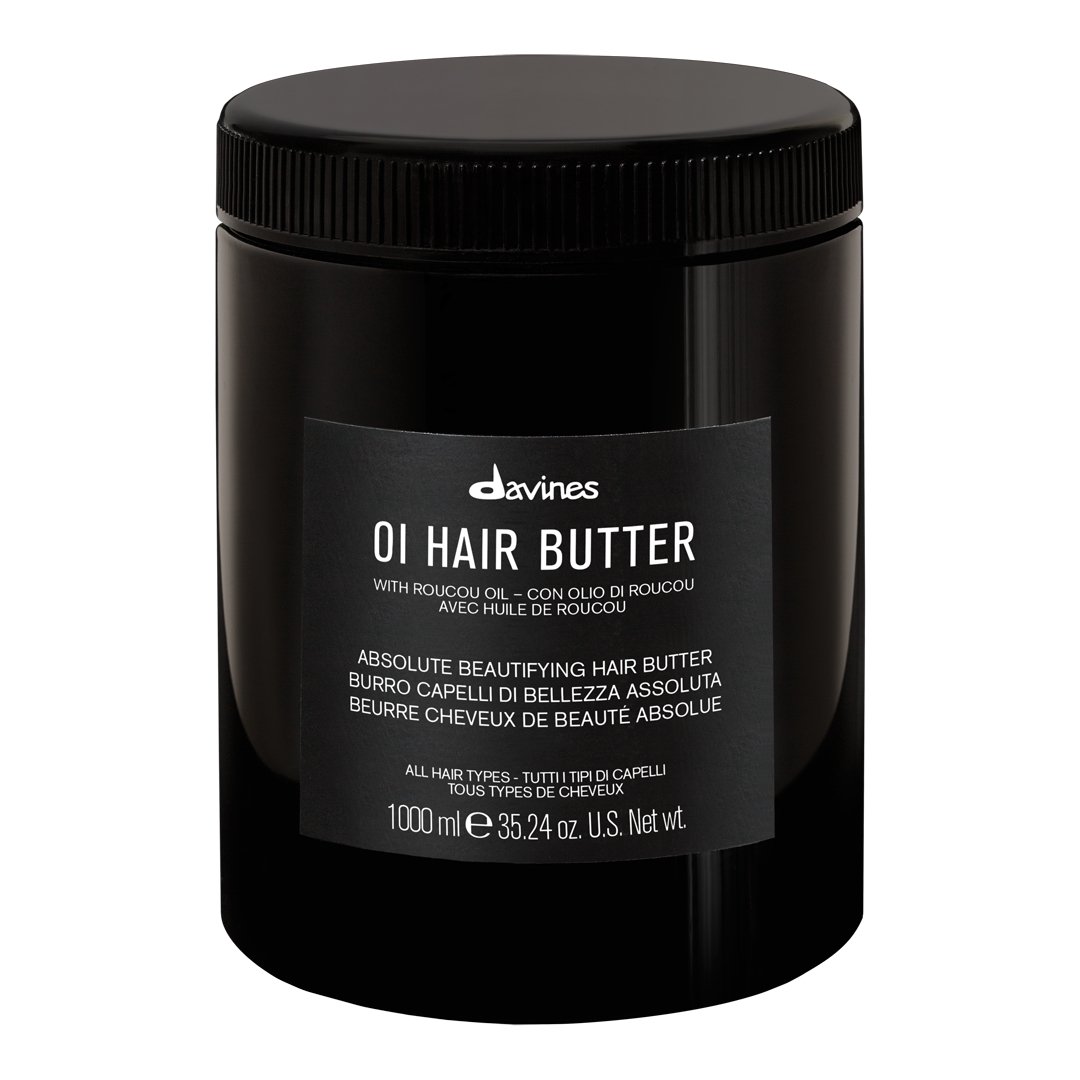 davines
OI HAIR BUTTER
WITH ROUCOU OIL – CON OLIO DI ROUCOU
AVEC HUILE DE ROUCOU
ABSOLUTE BEAUTIFYING HAIR BUTTER
BURRO CAPELLI DI BELLEZZA ASSOLUTA
BEURRE CHEVEUX DE BEAUTÉ ABSOLUE
ALL HAIR TYPES - TUTTI I TIPI DI CAPELLI
TOUS TYPES DE CHEVEUX
1000 ml ℮ 35.24 oz. U.S. Net wt.